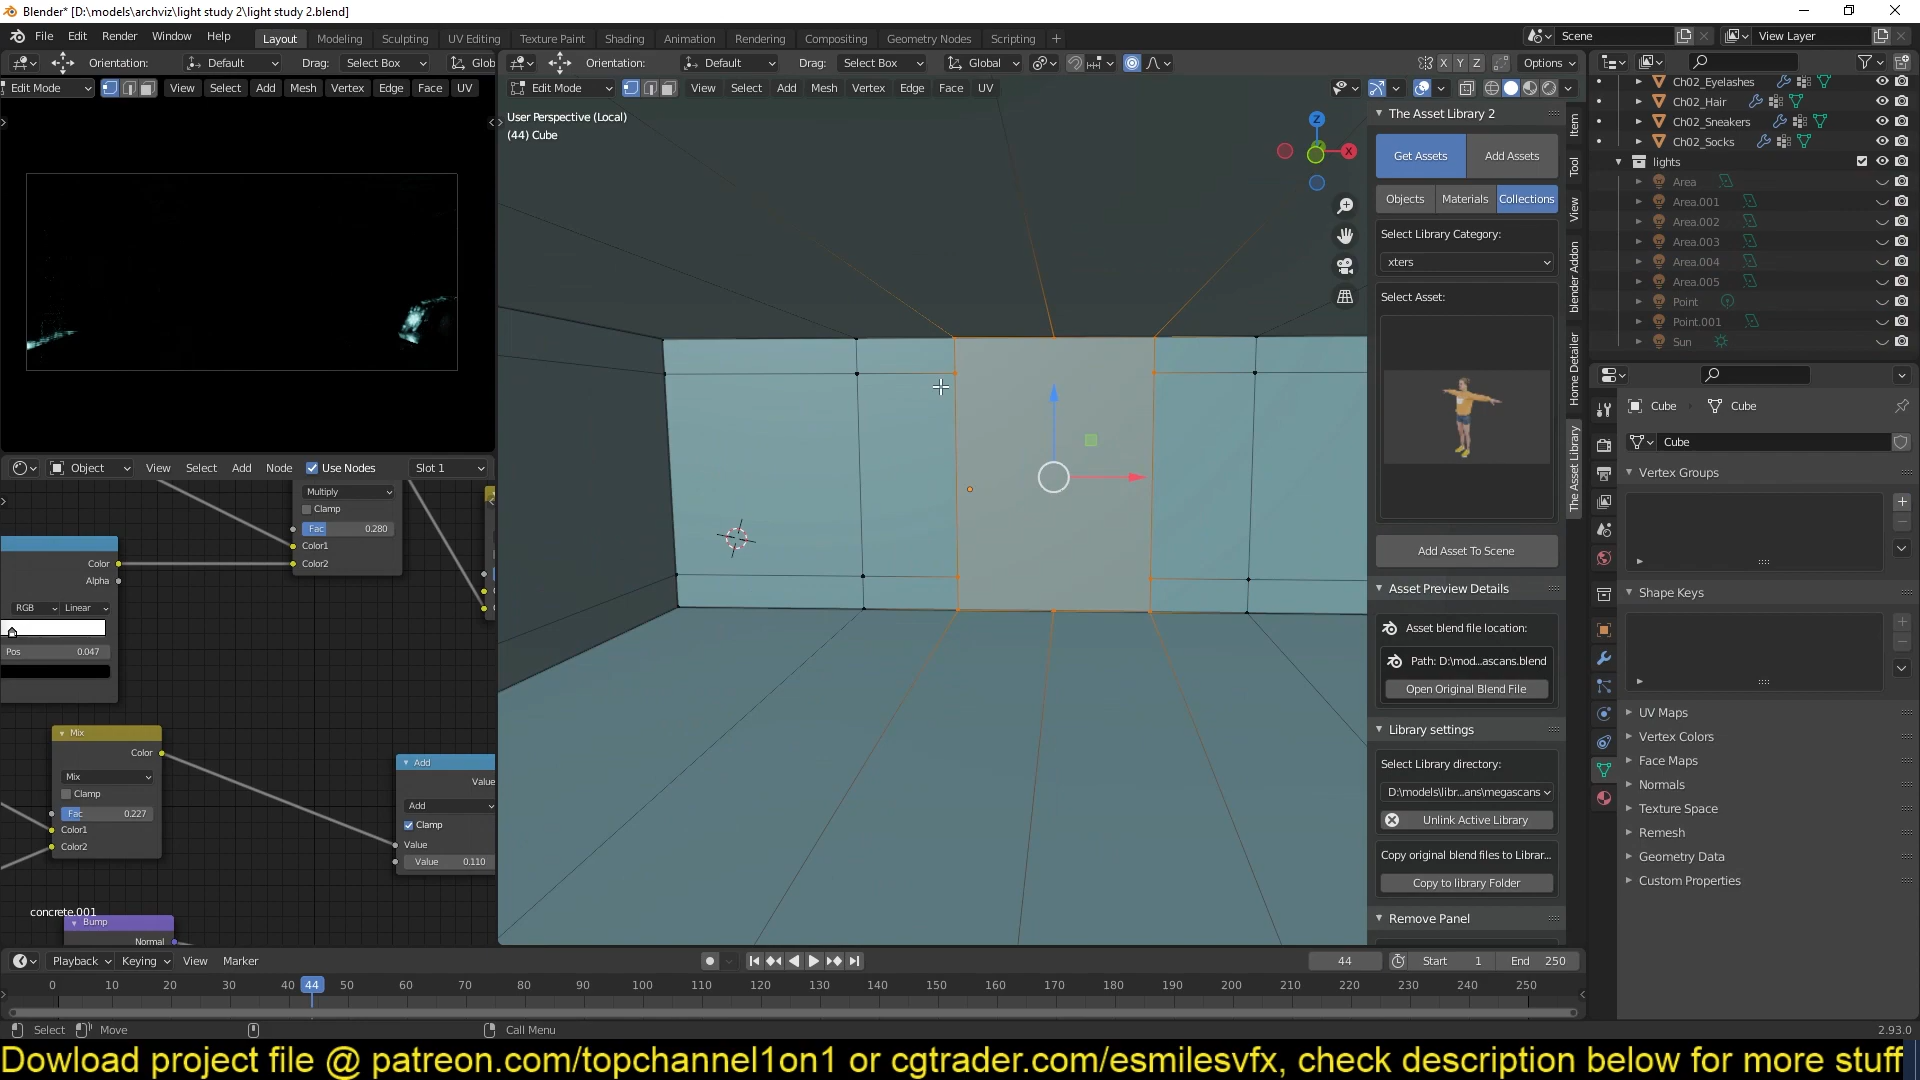 Blender* [D:\models\archviz\light study 2\light study 2.blend]
File Edit Render Window Help
Layout Modeling Sculpting UV Editing Texture Paint Shading Animation Rendering Compositing Geometry Nodes Scripting
Scene View Layer
Orientation: Default Drag: Select Box Glob
Orientation: Default Drag: Select Box Global X Y Z Options
Edit Mode View Select Add Mesh Vertex Edge Face UV
Edit Mode View Select Add Mesh Vertex Edge Face UV
User Perspective (Local)
(44) Cube
Z
X
The Asset Library 2
Get Assets Add Assets
Objects Materials Collections
Select Library Category:
xters
Select Asset:
Add Asset To Scene
Asset Preview Details
Asset blend file location:
Path: D:\mod...ascans.blend
Open Original Blend File
Library settings
Select Library directory:
D:\models\libr...ans\megascans
Unlink Active Library
Copy original blend files to Librar...
Copy to library Folder
Remove Panel
Item
Tool
View
blender Addon
Home Detailer
The Asset Library
Ch02_Eyelashes
Ch02_Hair
Ch02_Sneakers
Ch02_Socks
lights
Area
Area.001
Area.002
Area.003
Area.004
Area.005
Point
Point.001
Sun
Cube Cube
Cube
Vertex Groups
Shape Keys
UV Maps
Vertex Colors
Face Maps
Normals
Texture Space
Remesh
Geometry Data
Custom Properties
Object View Select Add Node Use Nodes Slot 1
Multiply
Clamp
Fac 0.280
Color1
Color2
Color
Alpha
RGB Linear
Pos 0.047
Mix
Color
Mix
Clamp
Fac 0.227
Color1
Color2
Add
Value
Add
Clamp
Value
Value 0.110
concrete.001
Bump
Normal
Playback Keying View Marker 44 Start 1 End 250
0 10 20 30 40 44 50 60 70 80 90 100 110 120 130 140 150 160 170 180 190 200 210 220 230 240 250
Select Move Call Menu 2.93.0
Dowload project file @ patreon.com/topchannel1on1 or cgtrader.com/esmilesvfx, check description below for more stuff